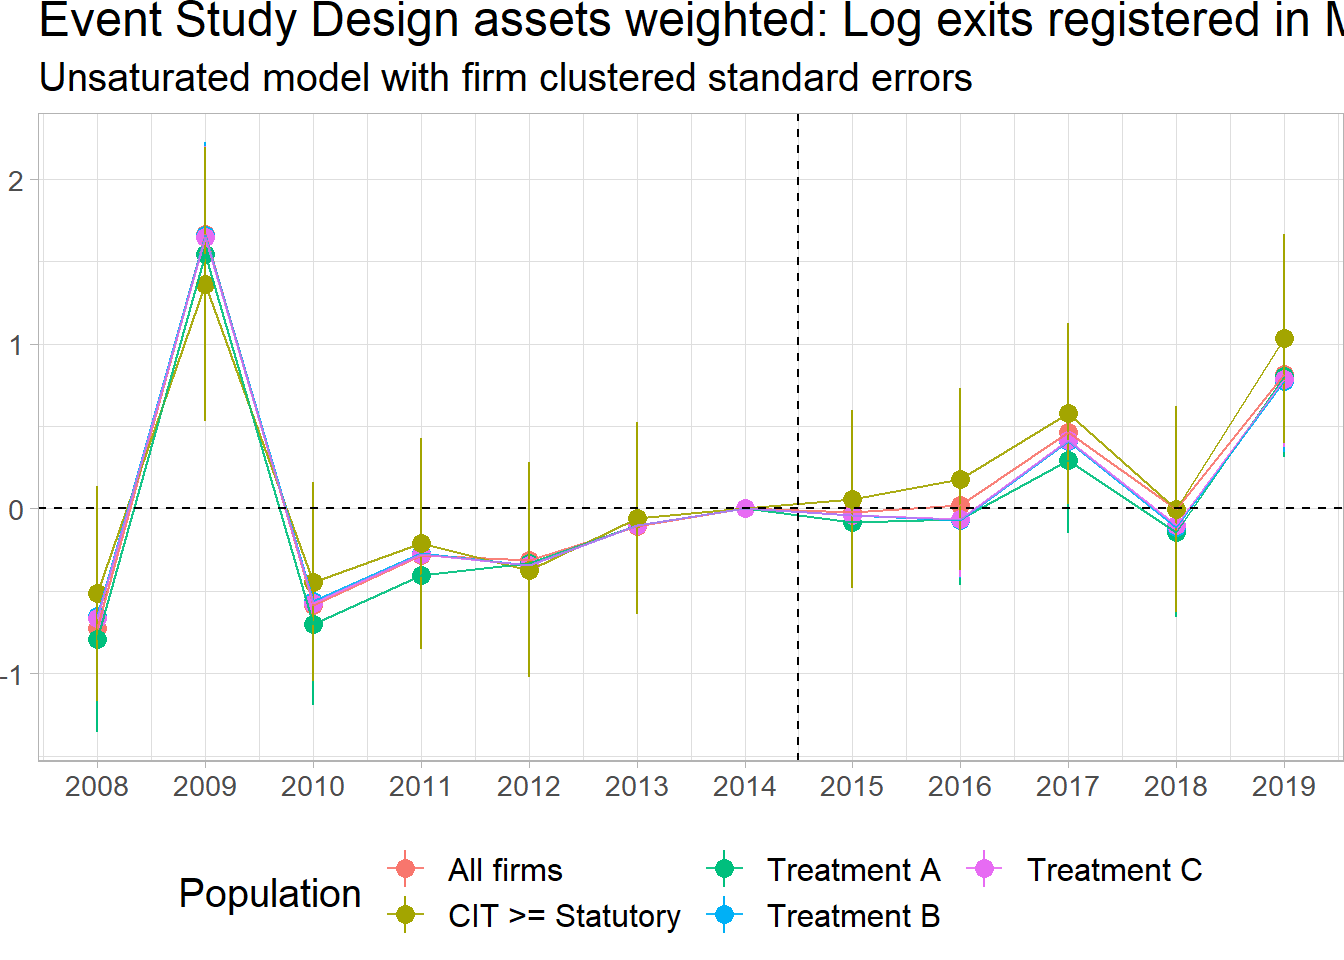 Event Study Design assets weighted: Log exits registered in M
Unsaturated model with firm clustered standard errors
2
1
0
-1
2008 2009 2010 2011 2012 2013 2014 2015 2016 2017 2018 2019
Population
All firms
CIT >= Statutory
Treatment A
Treatment B
Treatment C